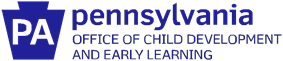 PA
pennsylvania
OFFICE OF CHILD DEVELOPMENT
AND EARLY LEARNING